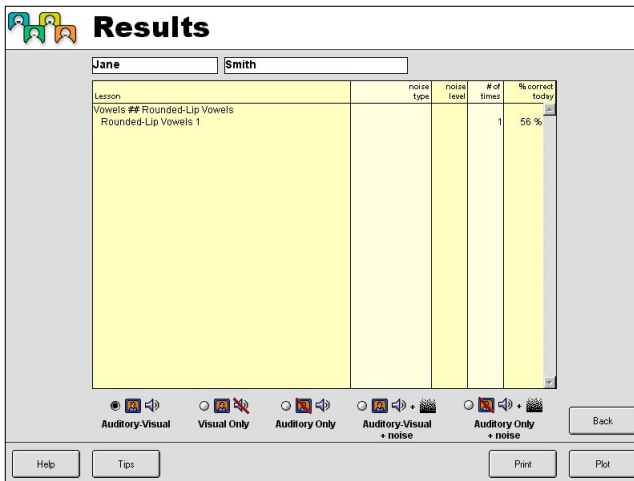 Results
Jane Smith
Lesson noise type noise level # of times % correct today
Vowels ## Rounded-Lip Vowels
Rounded-Lip Vowels 1 1 56 %
Auditory-Visual Visual Only Auditory Only Auditory-Visual + noise Auditory Only + noise
Back
Help Tips Print Plot